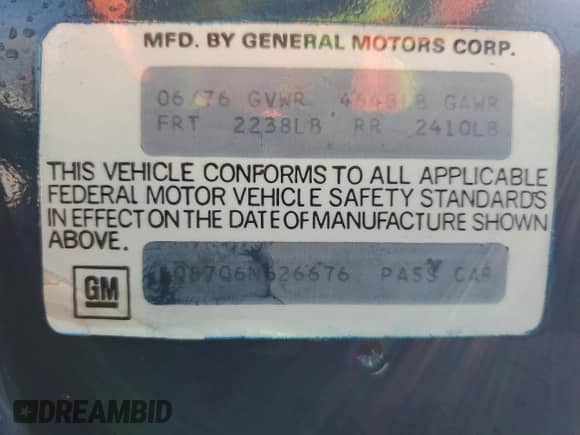 MFD. BY GENERAL MOTORS CORP.
06/76 GVWR 4648LB GAWR
FRT 2238LB RR 2410LB
THIS VEHICLE CONFORMS TO ALL APPLICABLE
FEDERAL MOTOR VEHICLE SAFETY STANDARDS
IN EFFECT ON THE DATE OF MANUFACTURE SHOWN
ABOVE.
PASS CAR
GM
DREAMBID